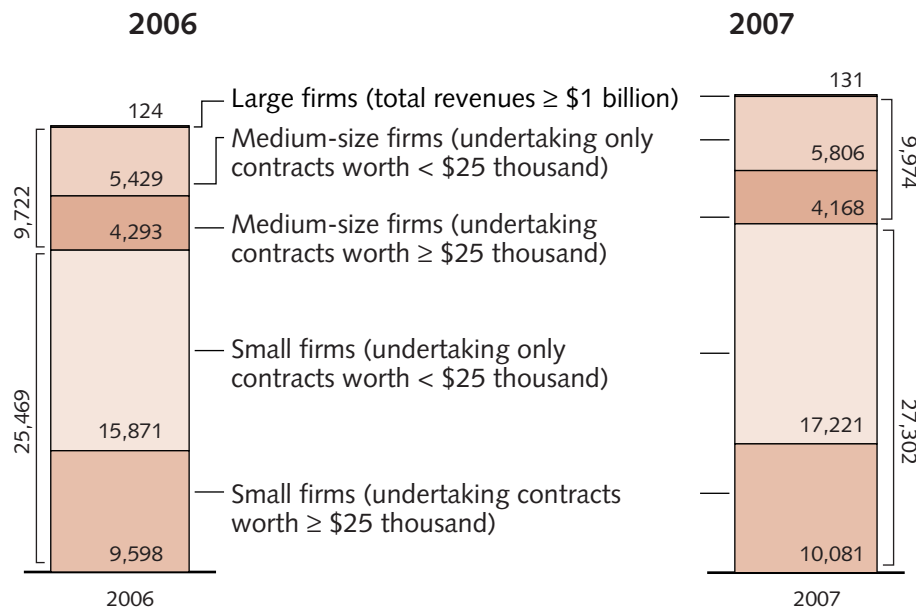 2006
2007
124
131
Large firms (total revenues ≥ $1 billion)
Medium-size firms (undertaking only
contracts worth < $25 thousand)
5,429
5,806
9,722
9,974
Medium-size firms (undertaking
contracts worth ≥ $25 thousand)
4,293
4,168
Small firms (undertaking only
contracts worth < $25 thousand)
15,871
17,221
25,469
27,302
Small firms (undertaking contracts
worth ≥ $25 thousand)
9,598
10,081
2006
2007